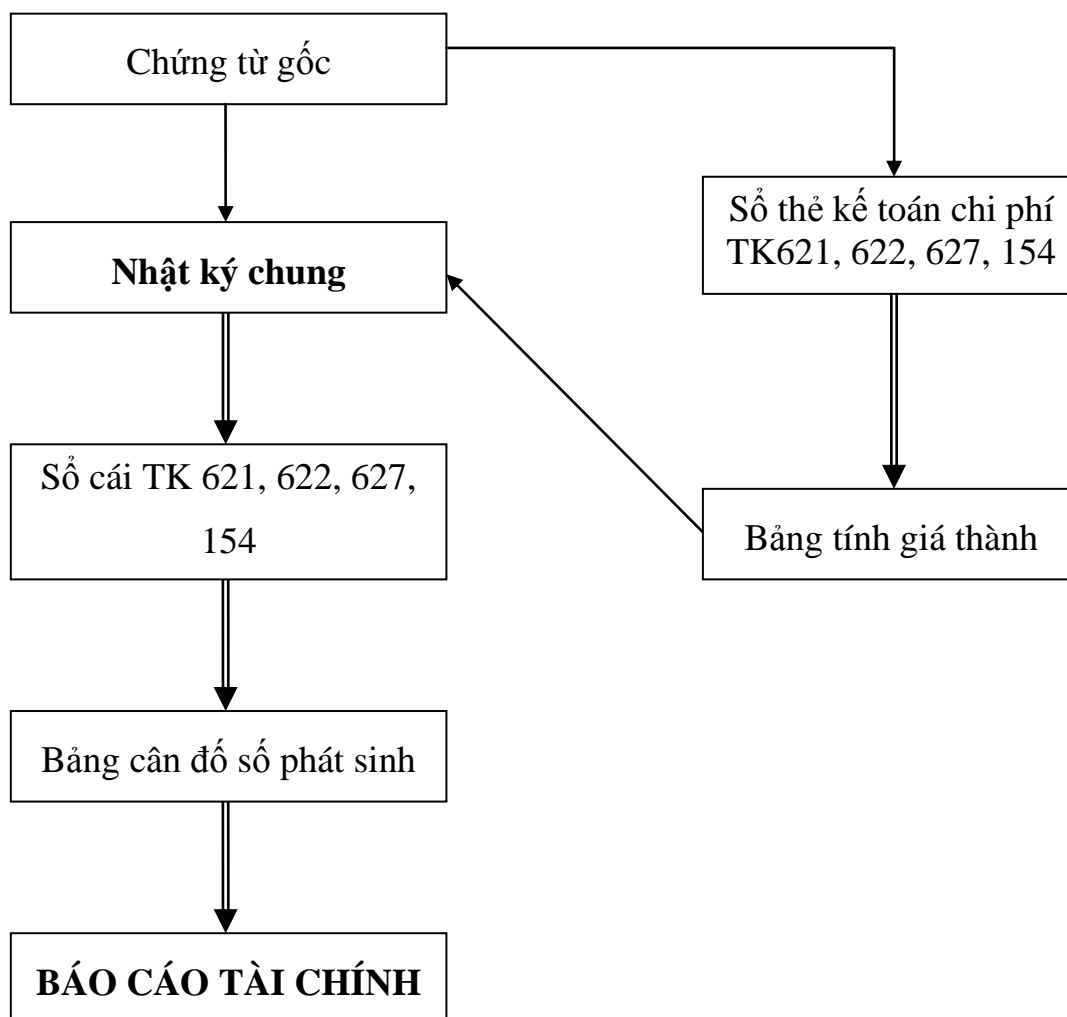 Chứng từ gốc
Sổ thẻ kế toán chi phí
TK621, 622, 627, 154
Nhật ký chung
Sổ cái TK 621, 622, 627,
154
Bảng tính giá thành
Bảng cân đố số phát sinh
BÁO CÁO TÀI CHÍNH